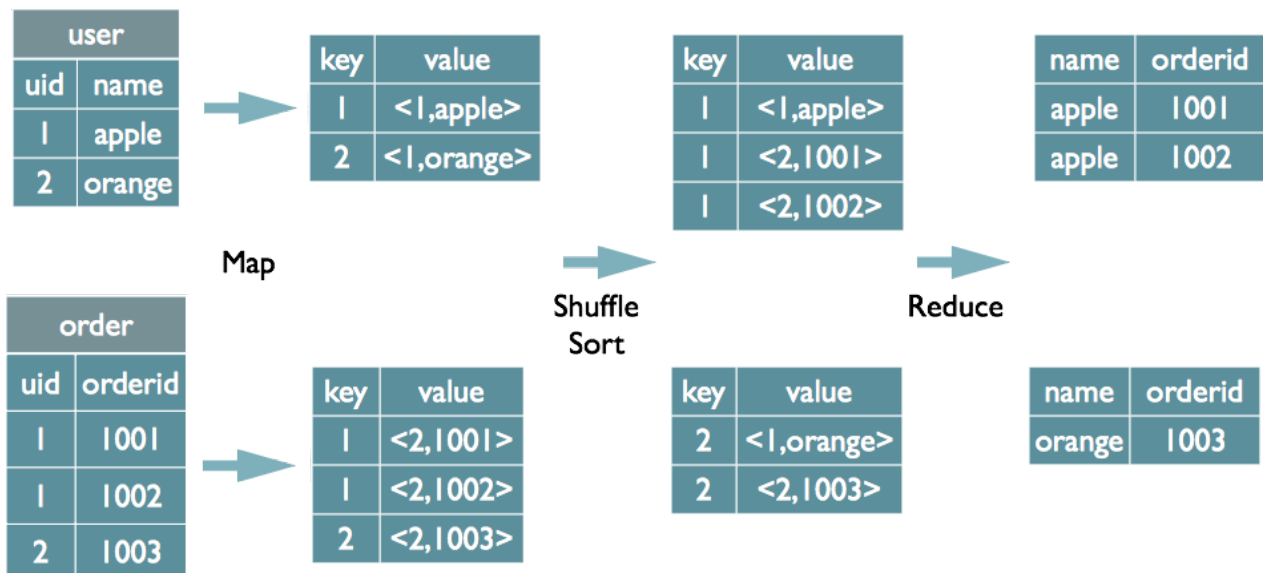 user
uid name
1 apple
2 orange
key value
1 <1,apple>
2 <1,orange>
key value
1 <1,apple>
1 <2,1001>
1 <2,1002>
name orderid
apple 1001
apple 1002
Map
Shuffle
Sort
Reduce
order
uid orderid
1 1001
1 1002
2 1003
key value
1 <2,1001>
1 <2,1002>
2 <2,1003>
key value
2 <1,orange>
2 <2,1003>
name orderid
orange 1003